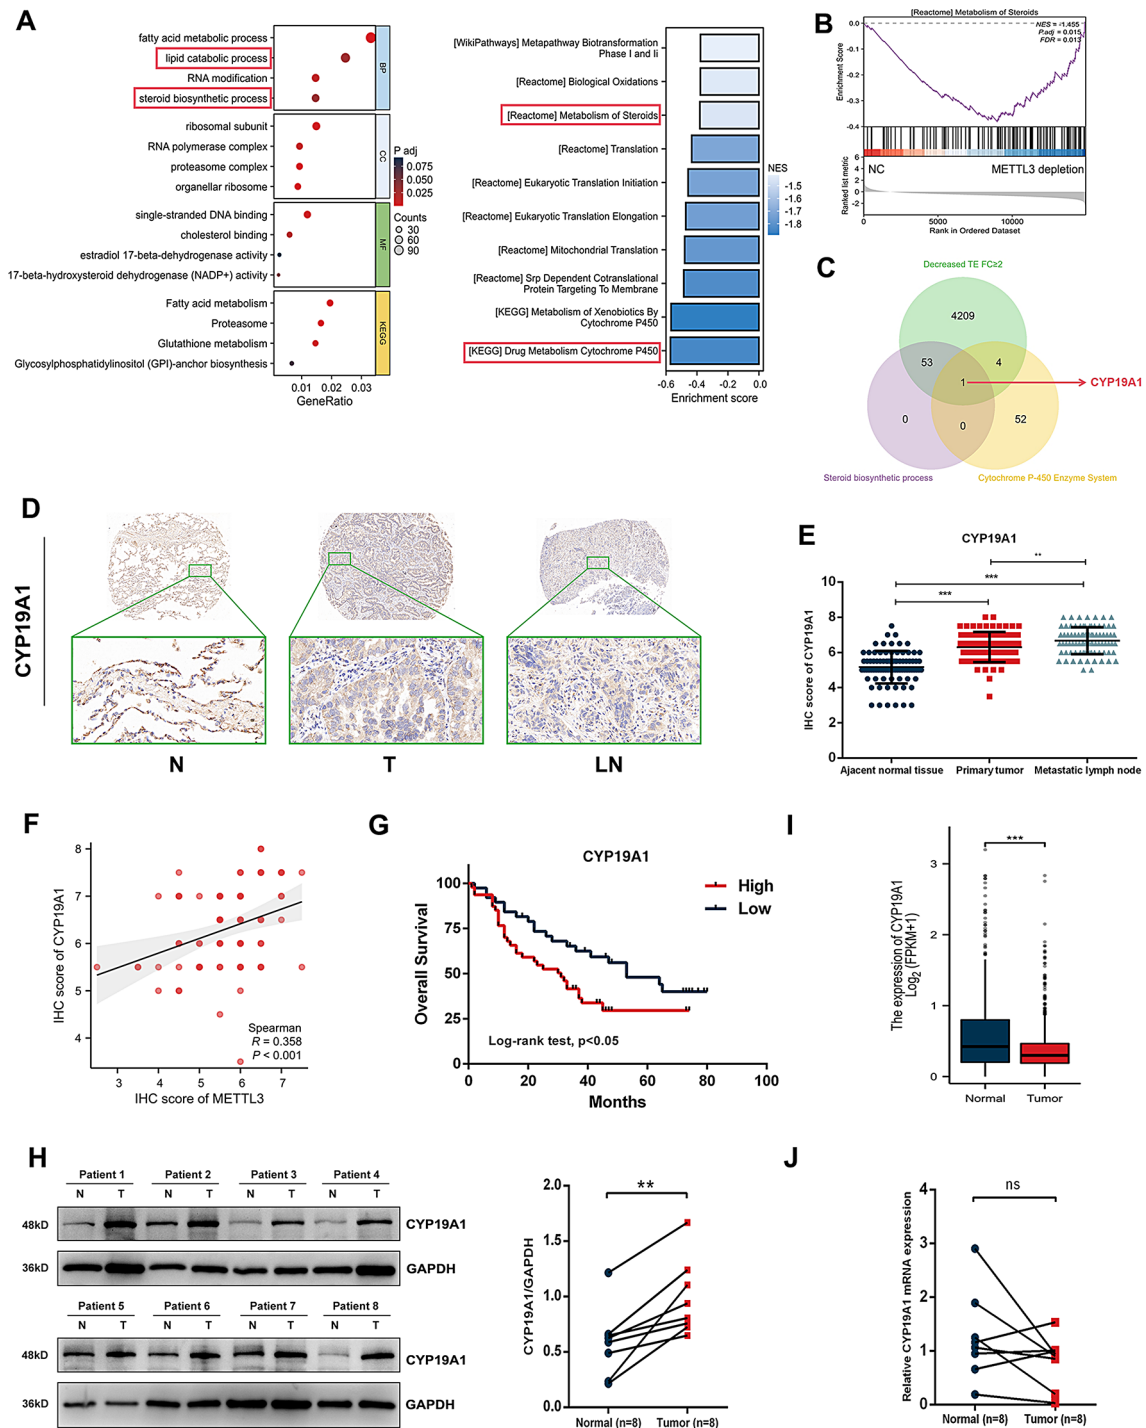 A
fatty acid metabolic process
lipid catabolic process
RNA modification
steroid biosynthetic process
BP
ribosomal subunit
RNA polymerase complex
proteasome complex
organellar ribosome
CC
single-stranded DNA binding
cholesterol binding
estradiol 17-beta-dehydrogenase activity
17-beta-hydroxysteroid dehydrogenase (NADP+) activity
MF
Fatty acid metabolism
Proteasome
Glutathione metabolism
Glycosylphosphatidylinositol (GPI)-anchor biosynthesis
KEGG
0.01 0.02 0.03
GeneRatio
P adj
0.075
0.050
0.025
Counts
30
60
90
[WikiPathways] Metapathway Biotransformation
Phase I and Ii
[Reactome] Biological Oxidations
[Reactome] Metabolism of Steroids
[Reactome] Translation
[Reactome] Eukaryotic Translation Initiation
[Reactome] Eukaryotic Translation Elongation
[Reactome] Mitochondrial Translation
[Reactome] Srp Dependent Cotranslational
Protein Targeting To Membrane
[KEGG] Metabolism of Xenobiotics By
Cytochrome P450
[KEGG] Drug Metabolism Cytochrome P450
-0.6 -0.4 -0.2 0.0
Enrichment score
NES
-1.5
-1.6
-1.7
-1.8
B
[Reactome] Metabolism of Steroids
NES = -1.455
P.adj = 0.015
FDR = 0.013
Enrichment Score
0.0
-0.1
-0.2
-0.3
-0.4
Ranked list metric
6
4
2
0
-2
NC METTL3 depletion
0 5000 10000
Rank in Ordered Dataset
C
Decreased TE FC≥2
4209
53
4
1
CYP19A1
0
0
52
Steroid biosynthetic process
Cytochrome P-450 Enzyme System
D
CYP19A1
N T LN
E
CYP19A1
**
***
***
IHC score of CYP19A1
10
8
6
4
2
0
Ajacent normal tissue Primary tumor Metastatic lymph node
F
IHC score of CYP19A1
8
7
6
5
4
Spearman
R = 0.358
P < 0.001
3 4 5 6 7
IHC score of METTL3
G
CYP19A1
High
Low
Overall Survival
100
75
50
25
0
Log-rank test, p<0.05
0 20 40 60 80 100
Months
I
***
The expression of CYP19A1
Log2 (FPKM+1)
3
2
1
0
Normal Tumor
H
Patient 1 Patient 2 Patient 3 Patient 4
N T N T N T N T
48kD CYP19A1
36kD GAPDH
Patient 5 Patient 6 Patient 7 Patient 8
N T N T N T N T
48kD CYP19A1
36kD GAPDH
**
CYP19A1/GAPDH
2.0
1.5
1.0
0.5
0.0
Normal (n=8) Tumor (n=8)
J
ns
Relative CYP19A1 mRNA expression
4
3
2
1
0
Normal (n=8) Tumor (n=8)